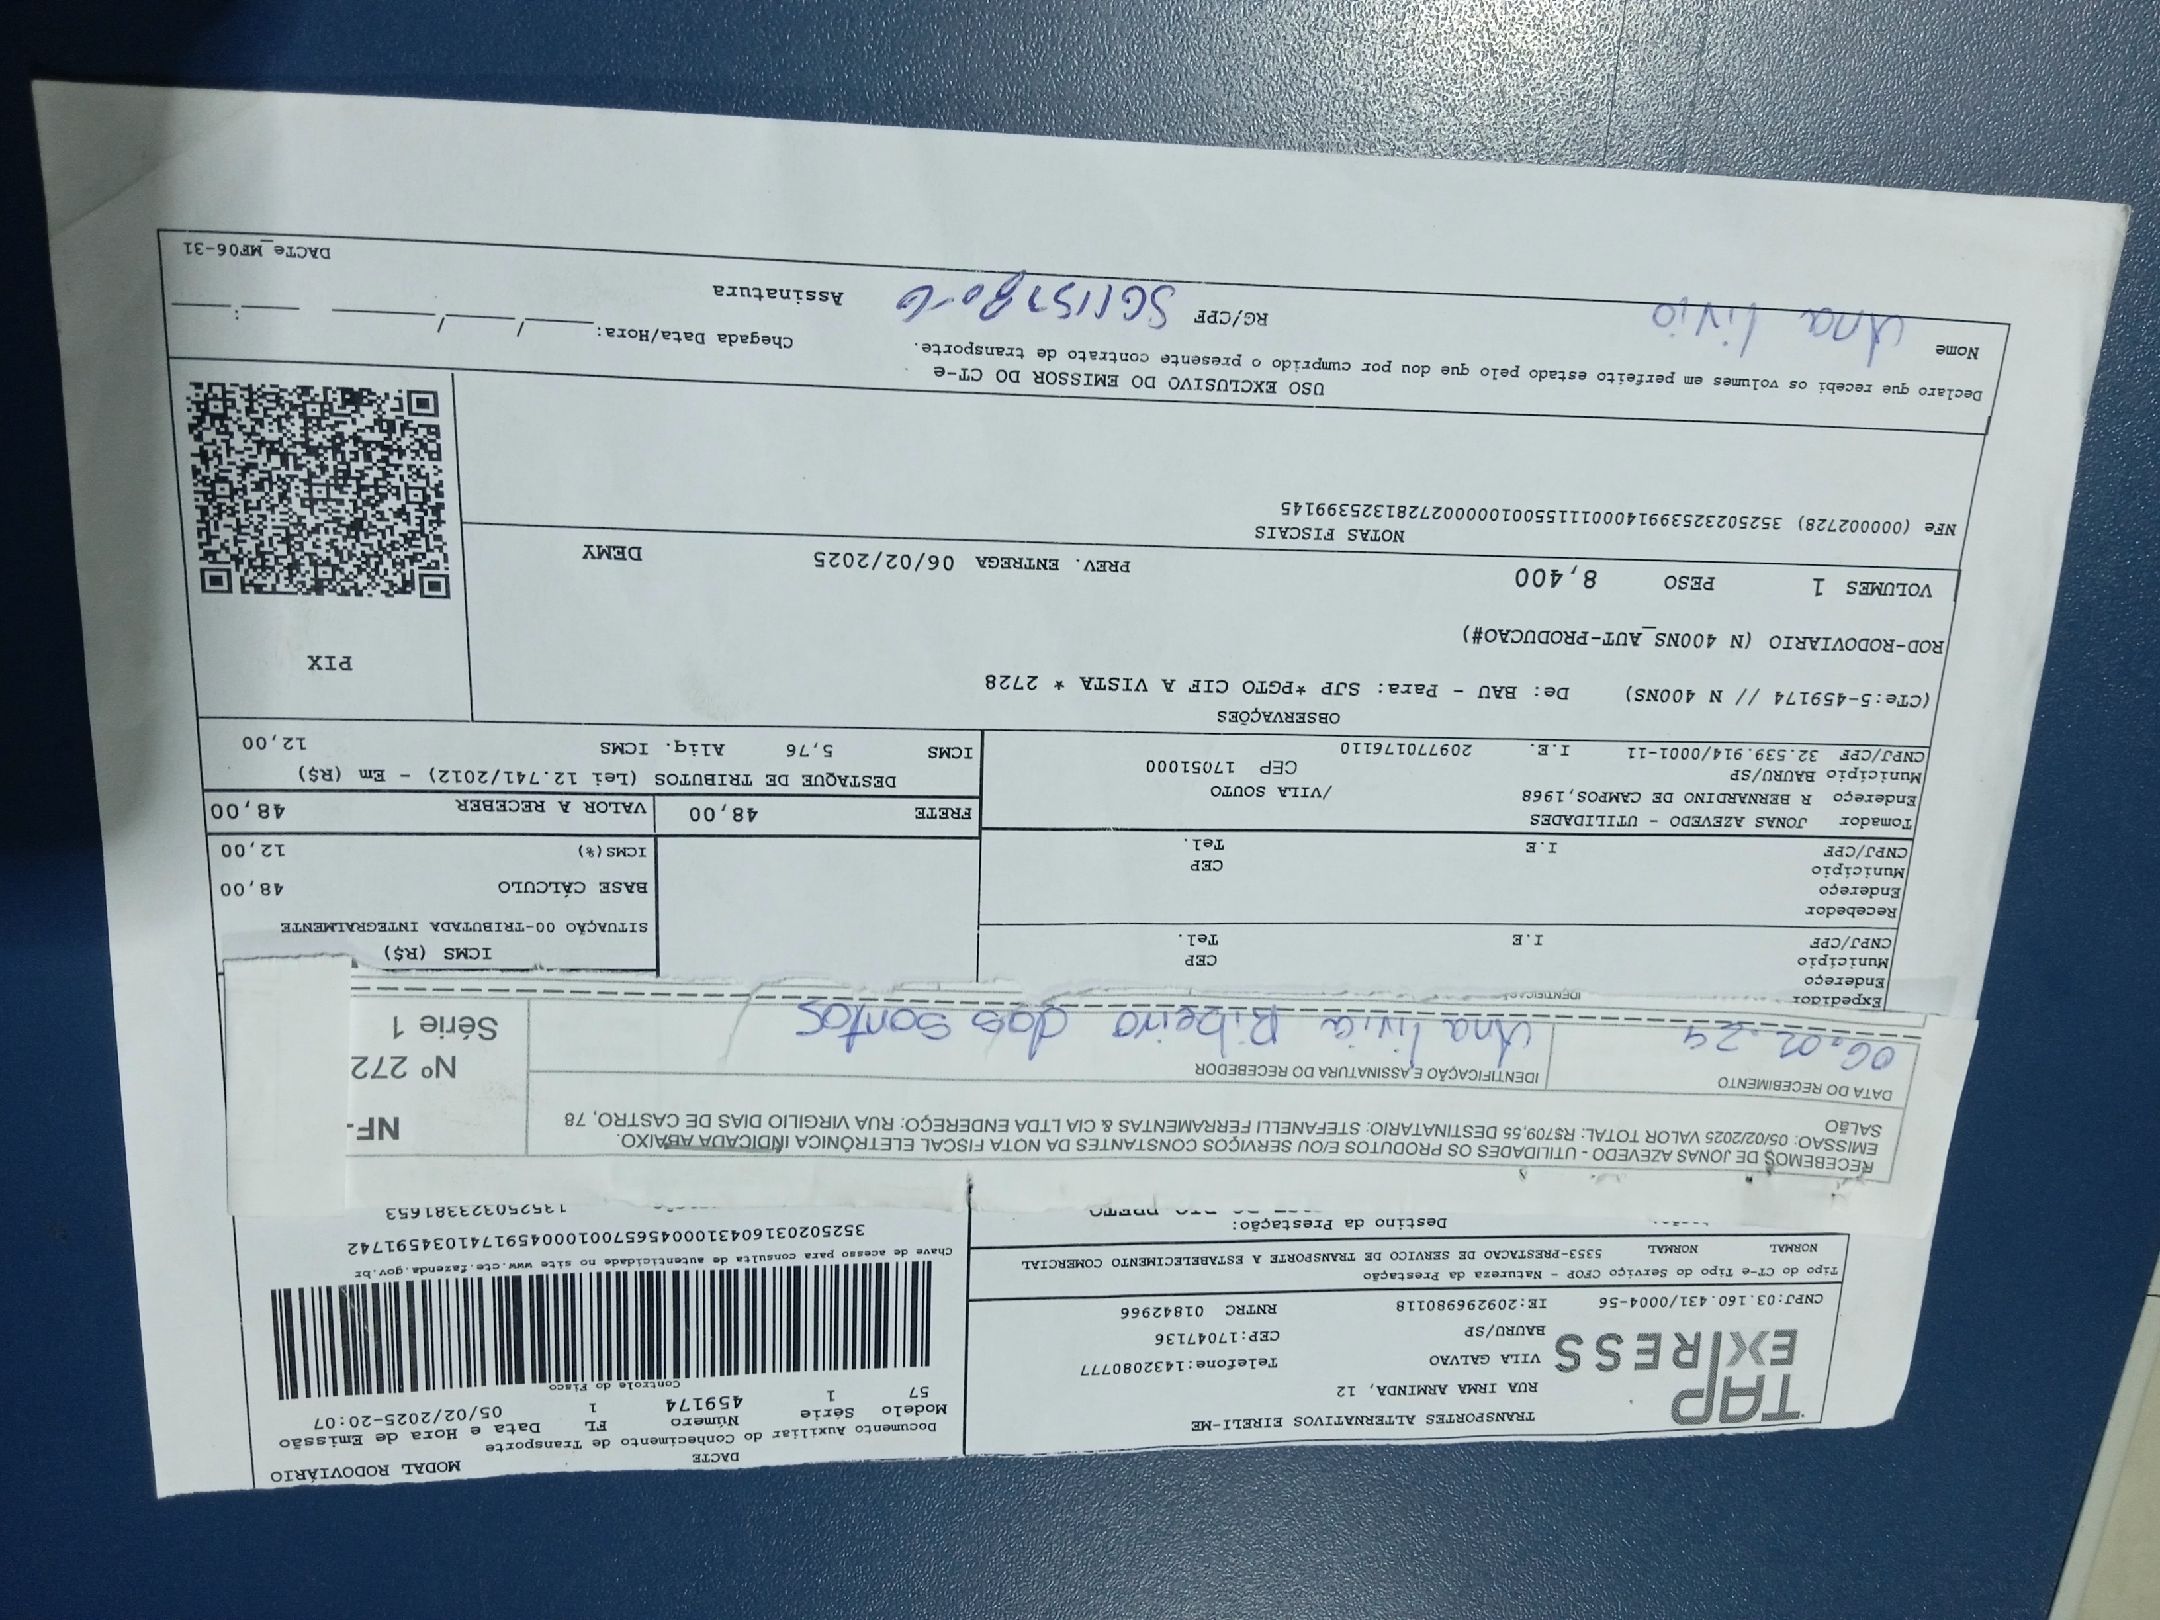 DACTE
MODAL RODOVIÁRIO
Documento Auxiliar do Conhecimento de Transporte
Modelo Série Número FL Data e Hora de Emissão
57 1 459174 1 05/02/2025-20:07
Controle do Fisco
Chave de acesso para consulta de autenticidade no site www.cte.fazenda.gov.br
35250203160431000456570010004591741034591742
135250323381653
TAP EXPRESS
TRANSPORTES ALTERNATIVOS EIRELI-ME
RUA IRMA ARMINDA, 12
VILA GALVAO Telefone:1432080777
BAURU/SP CEP:17047136
CNPJ:03.160.431/0004-56 IE:209296980118 RNTRC 01842966
Tipo do CT-e Tipo do Serviço CFOP - Natureza da Prestação
NORMAL NORMAL 5353-PRESTACAO DE SERVICO DE TRANSPORTE A ESTABELECIMENTO COMERCIAL
Destino da Prestação:
RECEBEMOS DE JONAS AZEVEDO - UTILIDADES OS PRODUTOS E/OU SERVIÇOS CONSTANTES DA NOTA FISCAL ELETRÔNICA INDICADA ABAIXO.
EMISSÃO: 05/02/2025 VALOR TOTAL: R$709,55 DESTINATARIO: STEFANELLI FERRAMENTAS & CIA LTDA ENDEREÇO: RUA VIRGILIO DIAS DE CASTRO, 78
SALÃO
NF-
Nº 272
Série 1
DATA DO RECEBIMENTO IDENTIFICAÇÃO E ASSINATURA DO RECEBEDOR
06.02.24 Ana Livia Ribeiro dos Santos
Expedidor
Endereço
Município CEP
CNPJ/CPF I.E Tel.
Recebedor
Endereço
Município CEP
CNPJ/CPF I.E Tel.
Tomador JONAS AZEVEDO - UTILIDADES
Endereço R BERNARDINO DE CAMPOS,1968 /VILA SOUTO
Município BAURU/SP CEP 17051000
CNPJ/CPF 32.539.914/0001-11 I.E. 209770176110
ICMS (R$)
SITUAÇÃO 00-TRIBUTADA INTEGRALMENTE
BASE CÁLCULO 48,00
ICMS(%) 12,00
FRETE 48,00 VALOR A RECEBER 48,00
DESTAQUE DE TRIBUTOS (Lei 12.741/2012) - Em (R$)
ICMS 5,76 Aliq. ICMS 12,00
OBSERVAÇÕES
(CTe:5-459174 // N 400NS) De: BAU - Para: SJP *PGTO CIF A VISTA * 2728
ROD-RODOVIARIO (N 400NS_AUT-PRODUCAO#)
PIX
VOLUMES 1 PESO 8,400 PREV. ENTREGA 06/02/2025 DEMY
NOTAS FISCAIS
NFe (000002728) 35250232539914000111550010000027281325399145
USO EXCLUSIVO DO EMISSOR DO CT-e
Declaro que recebi os volumes em perfeito estado pelo que dou por cumprido o presente contrato de transporte.
Nome Ana Livia RG/CPF Assinatura Chegada Data/Hora: ____/____/____ ____:____
DACTe_MF06-31